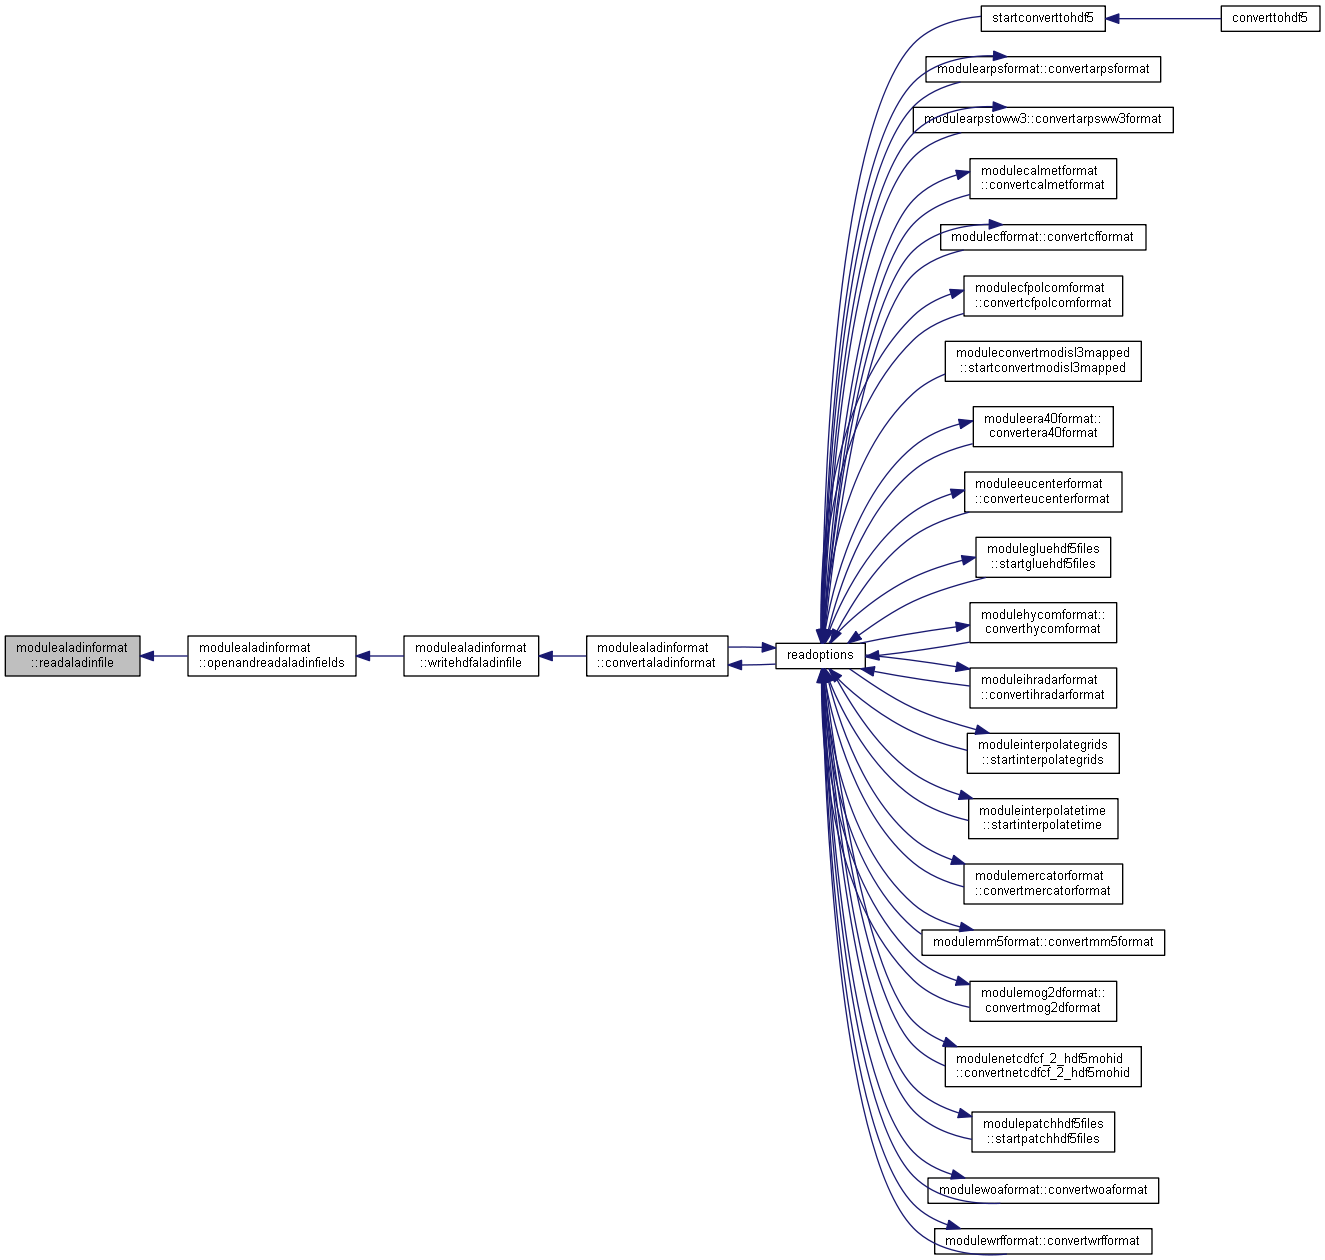 startconverttohdf5
converttohdf5
modulearpsformat::convertarpsformat
modulearpstoww3::convertarpsww3format
modulecalmetformat
::convertcalmetformat
modulecfformat::convertcfformat
modulecfpolcomformat
::convertcfpolcomformat
moduleconvertmodisl3mapped
::startconvertmodisl3mapped
moduleera40format::
convertera40format
moduleeucenterformat
::converteucenterformat
modulegluehdf5files
::startgluehdf5files
modulehycomformat::
converthycomformat
modulealadinformat
::readaladinfile
modulealadinformat
::openandreadaladinfields
modulealadinformat
::writehdfaladinfile
modulealadinformat
::convertaladinformat
readoptions
moduleihradarformat
::convertihradarformat
moduleinterpolategrids
::startinterpolategrids
moduleinterpolatetime
::startinterpolatetime
modulemercatorformat
::convertmercatorformat
modulemm5format::convertmm5format
modulemog2dformat::
convertmog2dformat
modulenetcdfcf_2_hdf5mohid
::convertnetcdfcf_2_hdf5mohid
modulepatchhdf5files
::startpatchhdf5files
modulewoaformat::convertwoaformat
modulewrfformat::convertwrfformat